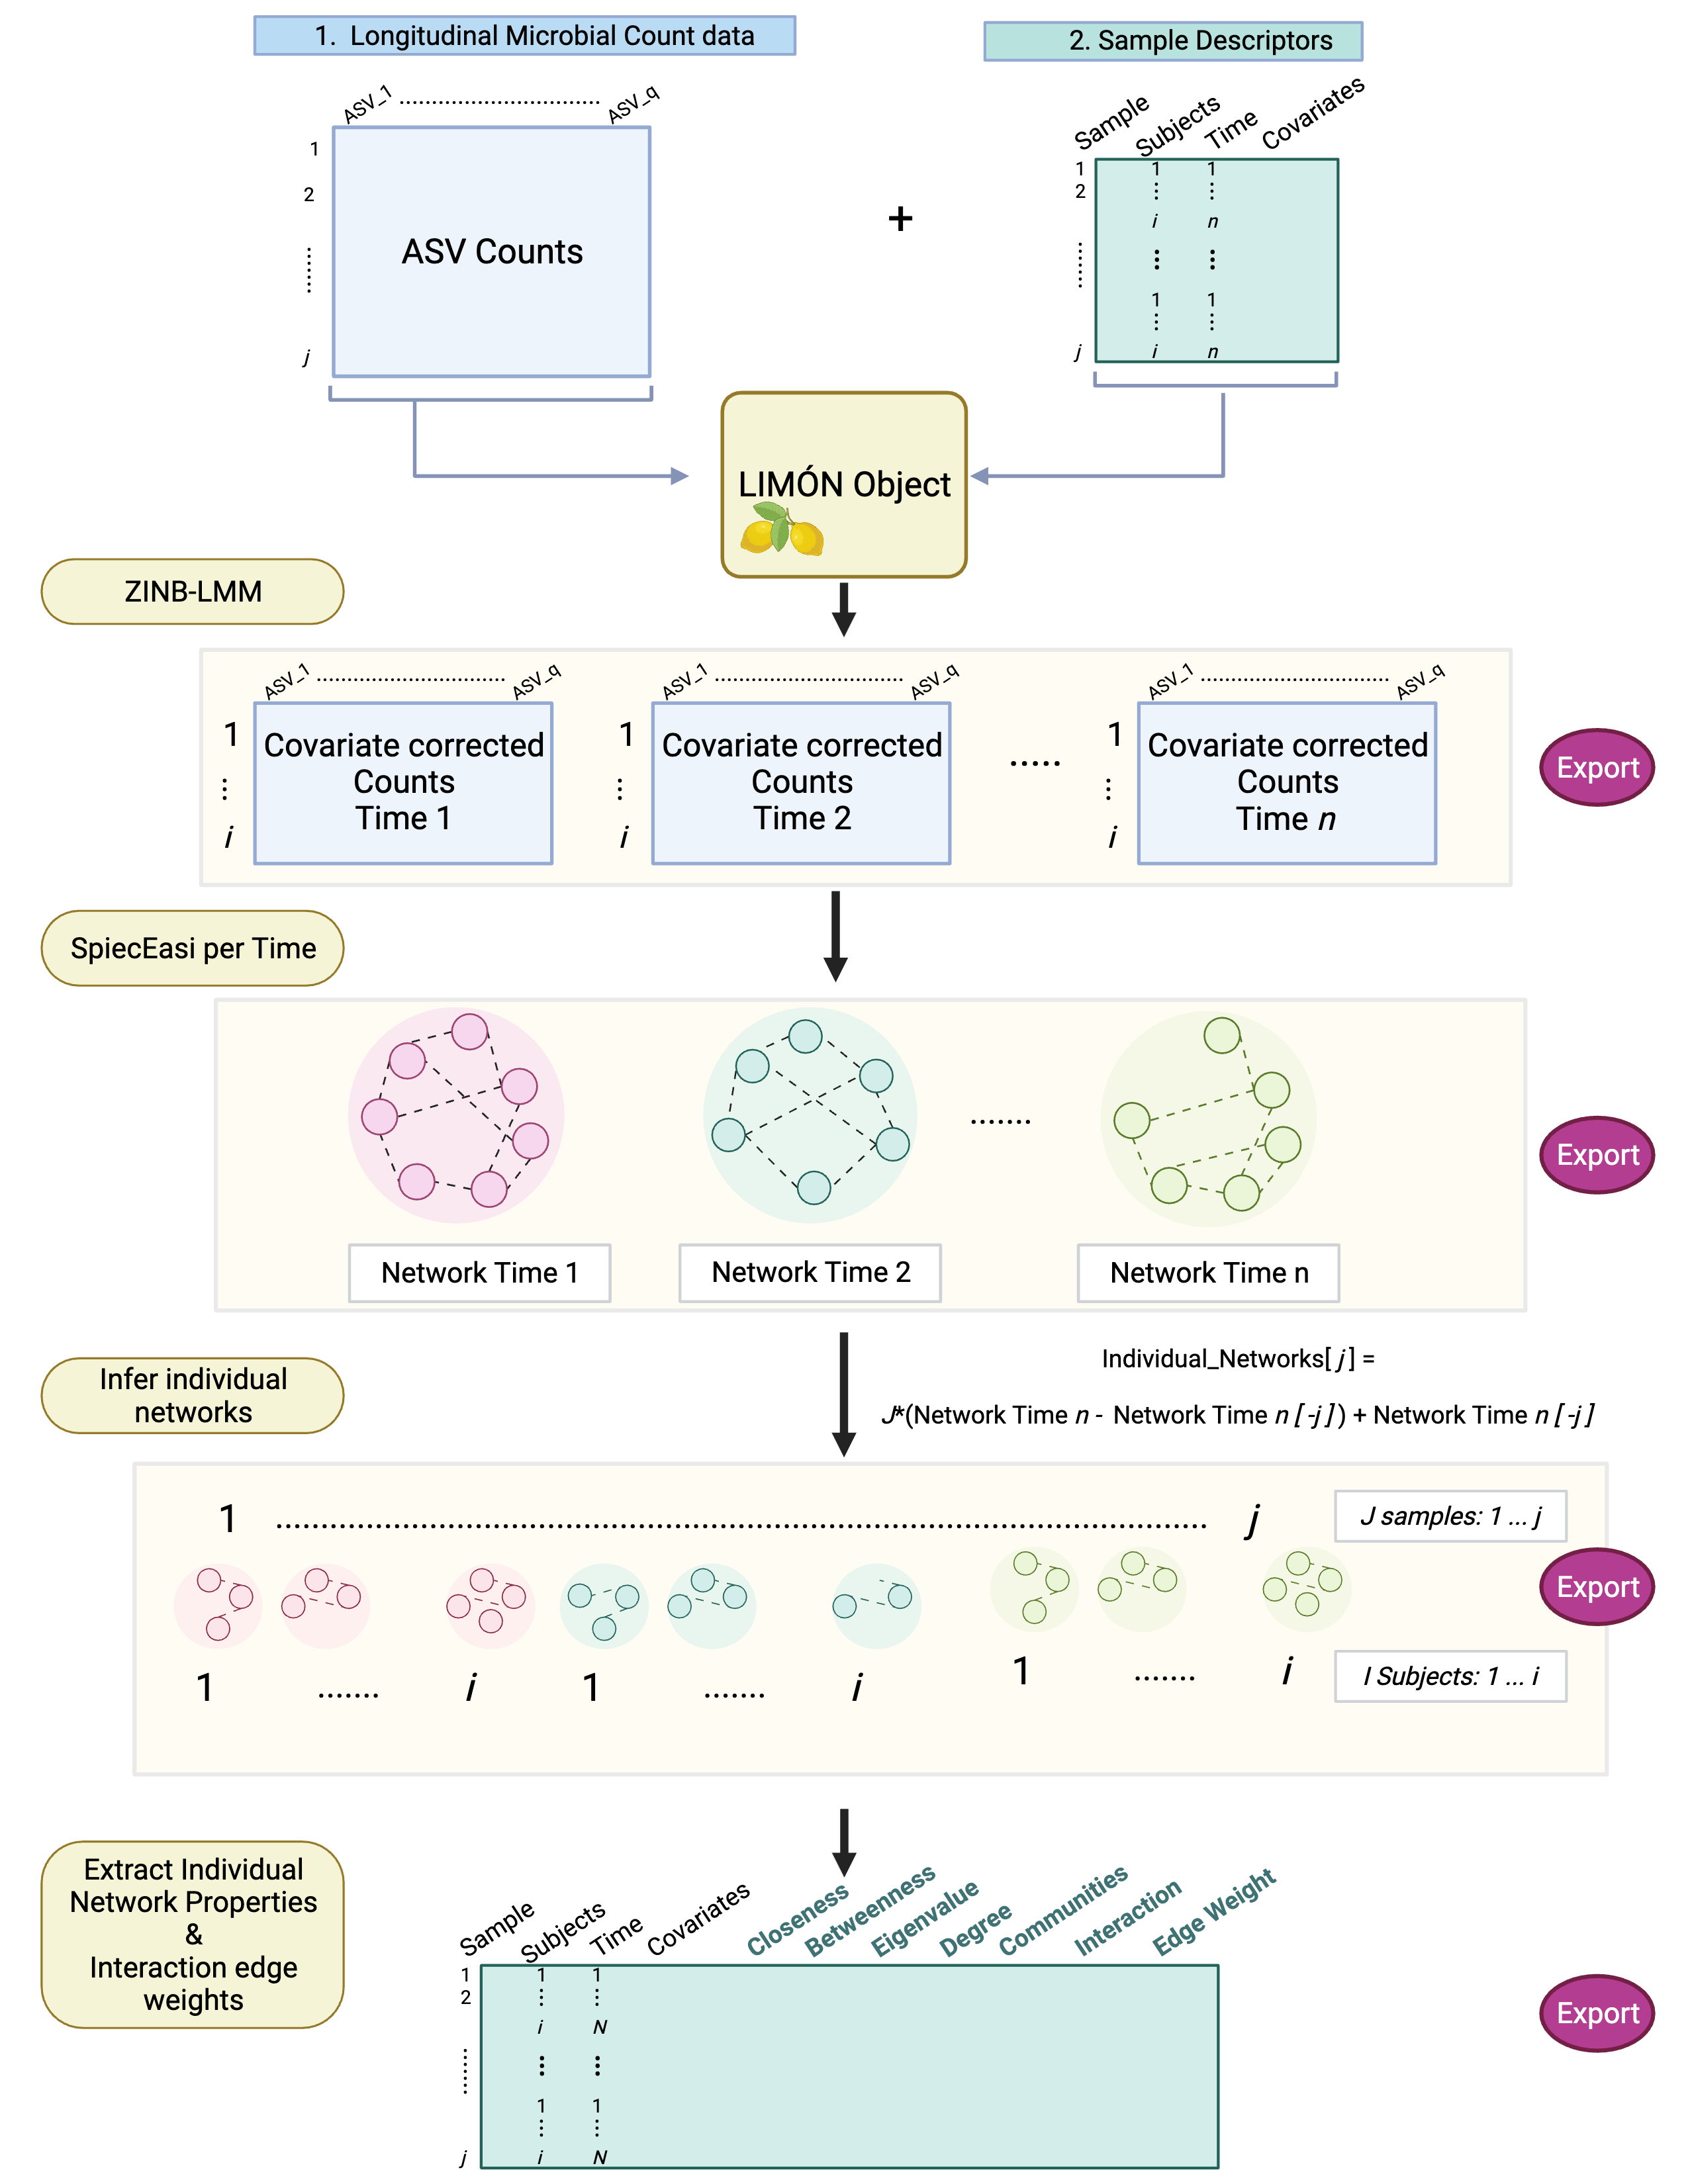 1. Longitudinal Microbial Count data
2. Sample Descriptors
ASV_1 ........ ASV_q
1
2
j
ASV Counts
+
Sample Subjects Time Covariates
1 1 1
2
i n
1 1
j i n
LIMÓN Object
ZINB-LMM
ASV_1 ........ ASV_q
1
i
Covariate corrected
Counts
Time 1
ASV_1 ........ ASV_q
1
i
Covariate corrected
Counts
Time 2
.....
ASV_1 ........ ASV_q
1
i
Covariate corrected
Counts
Time n
Export
SpiecEasi per Time
.......
Network Time 1
Network Time 2
Network Time n
Export
Infer individual
networks
Individual_Networks[ j ] =
J*(Network Time n - Network Time n [ -j ] ) + Network Time n [ -j ]
1 ........ j
J samples: 1 ... j
Export
1 ....... i 1 ....... i 1 ....... i
I Subjects: 1 ... i
Extract Individual
Network Properties
&
Interaction edge
weights
Sample Subjects Time Covariates Closeness Betweenness Eigenvalue Degree Communities Interaction Edge Weight
1 1 1
2
i N
1 1
j i N
Export